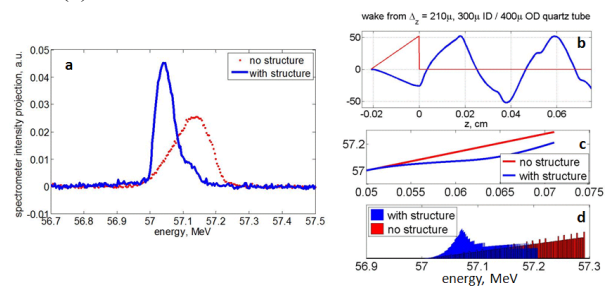 a
no structure
with structure
0.05
0.04
0.03
0.02
0.01
0
-0.01
56.7 56.8 56.9 57 57.1 57.2 57.3 57.4 57.5
energy, MeV
spectrometer intensity projection, a.u.
wake from Δz = 210μ, 300μ ID / 400μ OD quartz tube
b
50
0
-50
-0.02 0 0.02 0.04 0.06
z, cm
c
57.2
57
no structure
with structure
0.05 0.055 0.06 0.065 0.07 0.075
d
with structure
no structure
56.9 57 57.1 57.2 57.3
energy, MeV